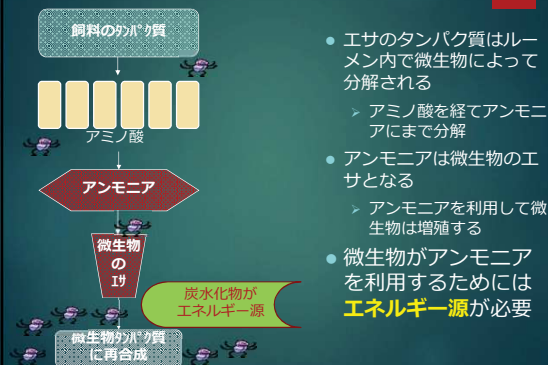 飼料のﾀﾝﾊﾟｸ質
アミノ酸
アンモニア
微生物
の
ｴｻ
炭水化物が
エネルギー源
微生物ﾀﾝﾊﾟｸ質
に再合成
エサのタンパク質はルー
メン内で微生物によって
分解される
アミノ酸を経てアンモニ
アにまで分解
アンモニアは微生物のエ
サとなる
アンモニアを利用して微
生物は増殖する
微生物がアンモニア
を利用するためには
エネルギー源が必要